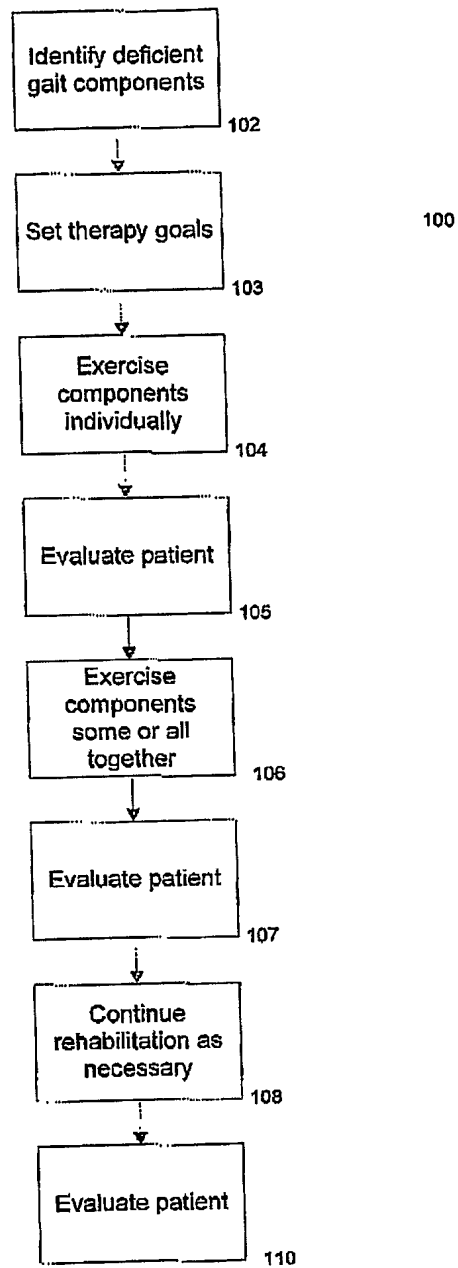 Identify deficient
gait components
102
Set therapy goals
100
103
Exercise
components
individually
104
Evaluate patient
105
Exercise
components
some or all
together
106
Evaluate patient
107
Continue
rehabilitation as
necessary
108
Evaluate patient
110